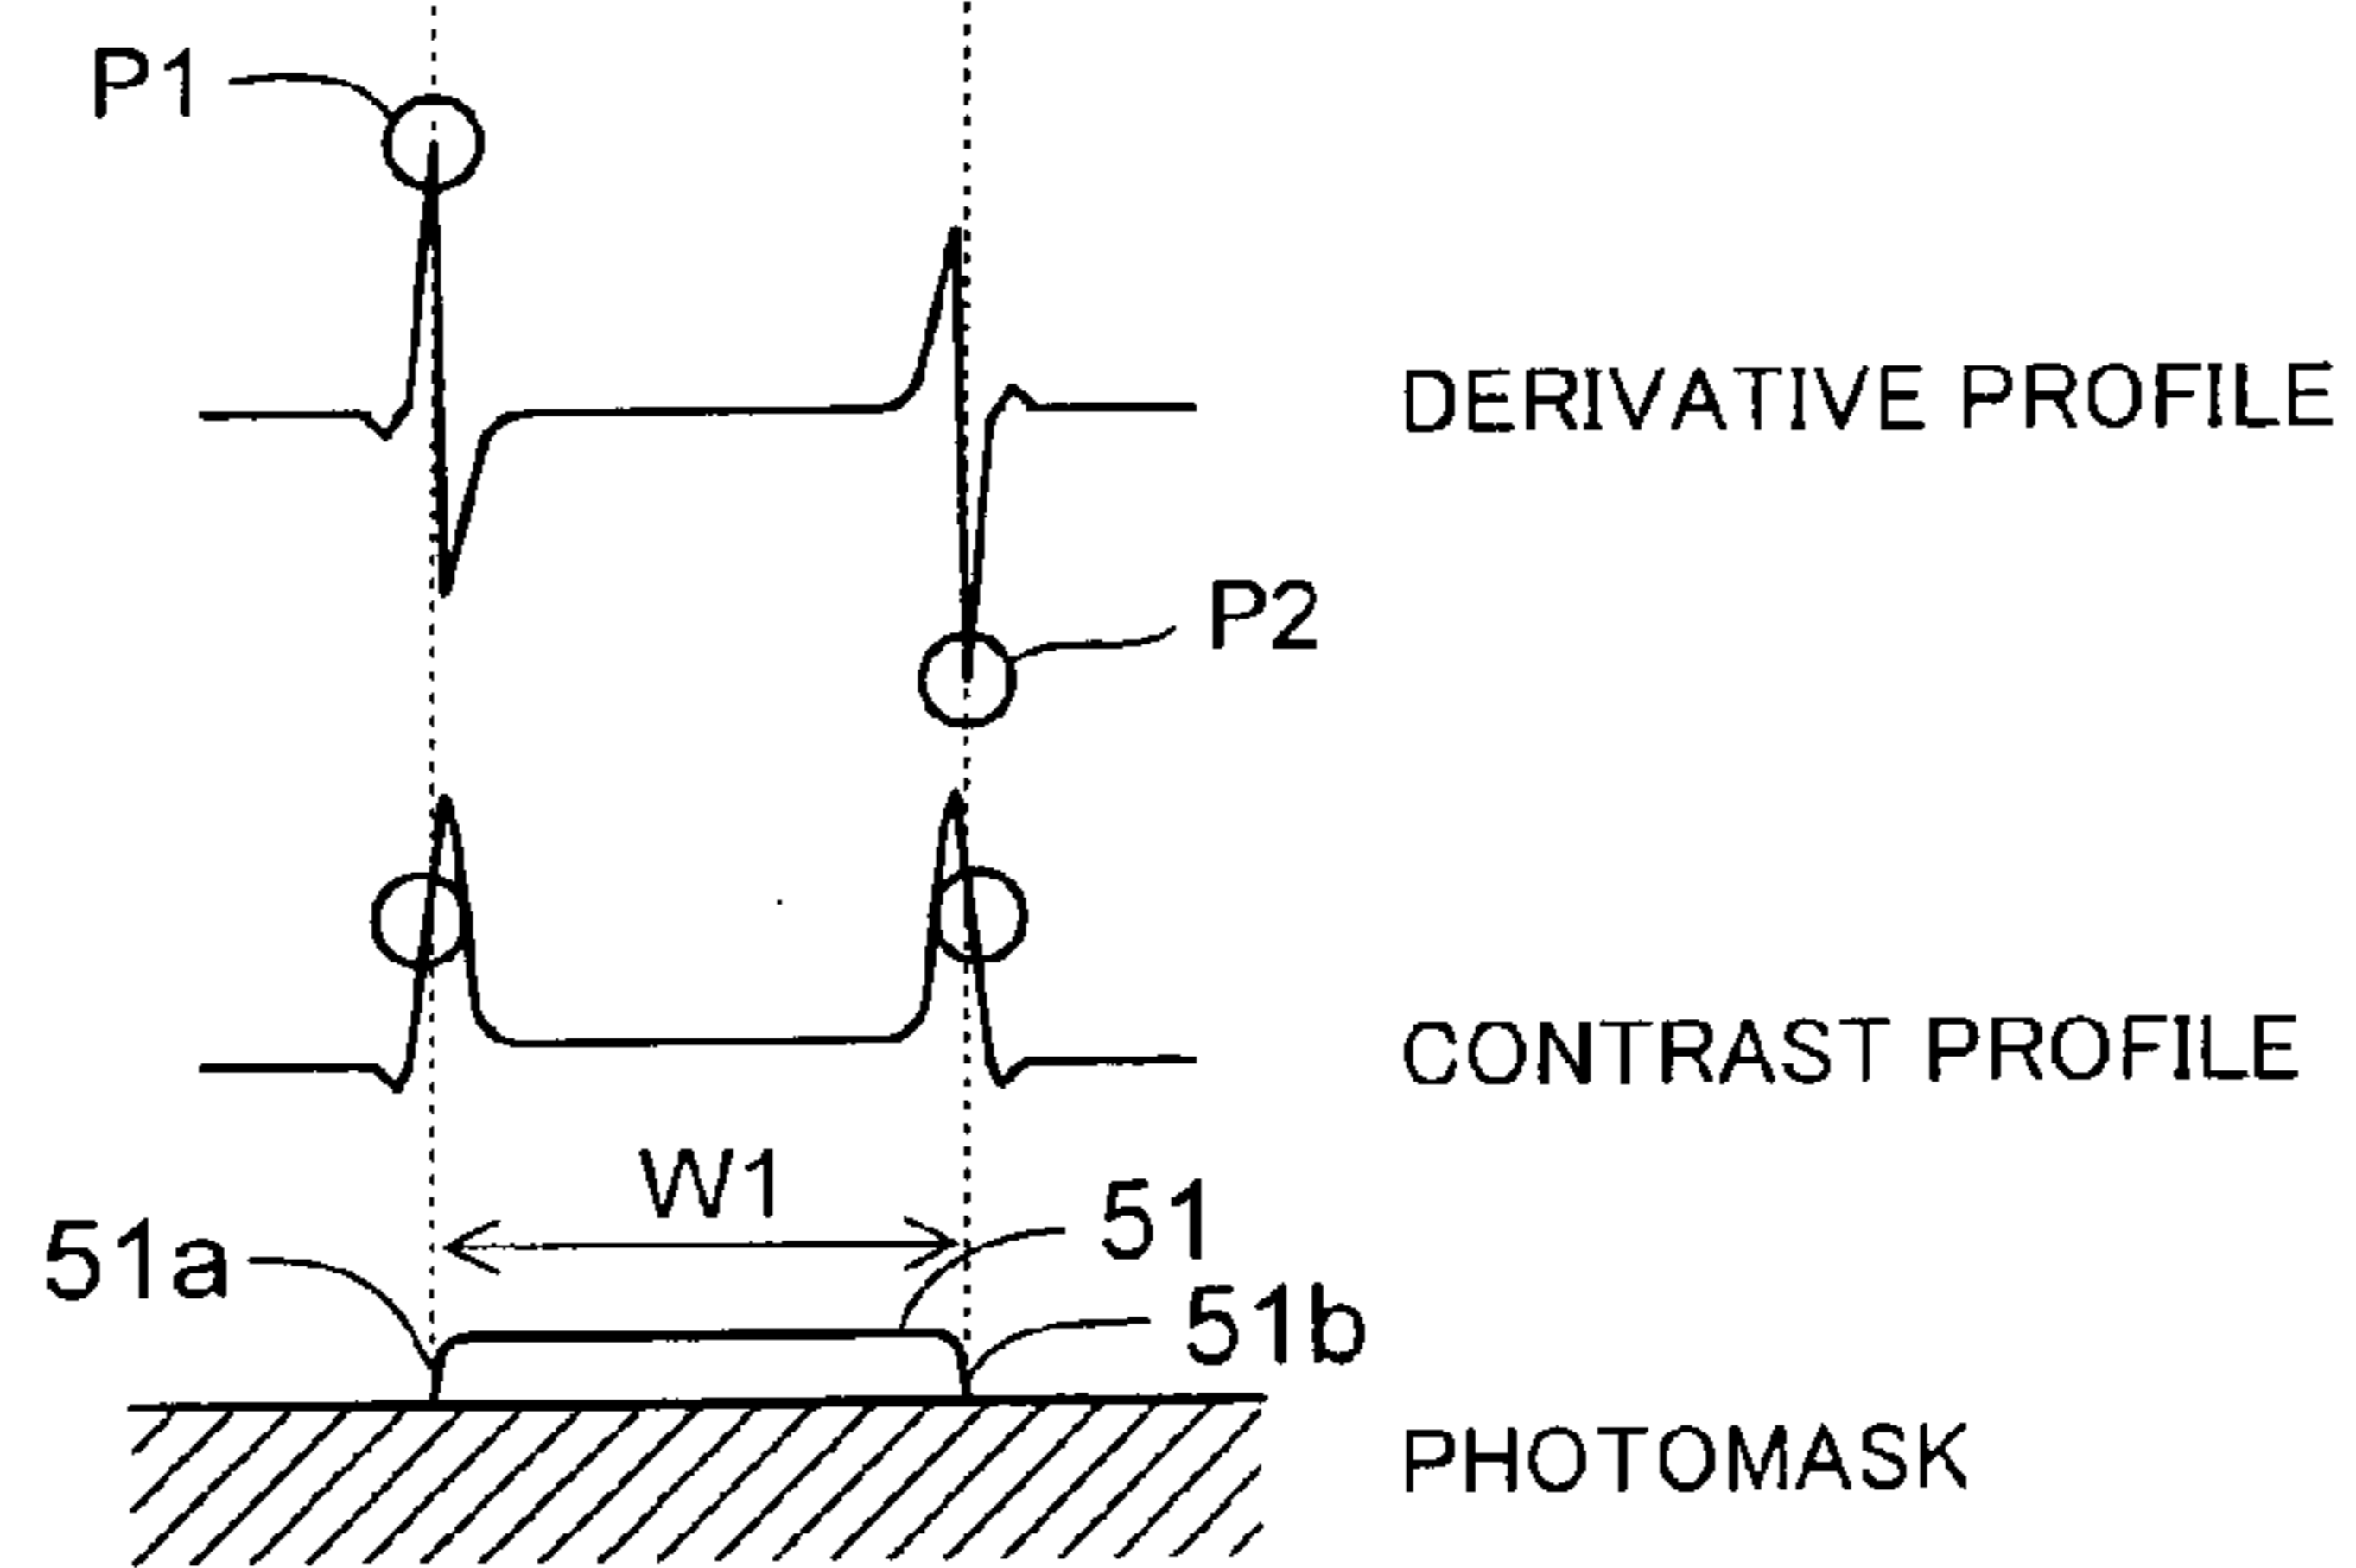 P1
DERIVATIVE PROFILE
P2
CONTRAST PROFILE
W1
51
51a
51b
PHOTOMASK